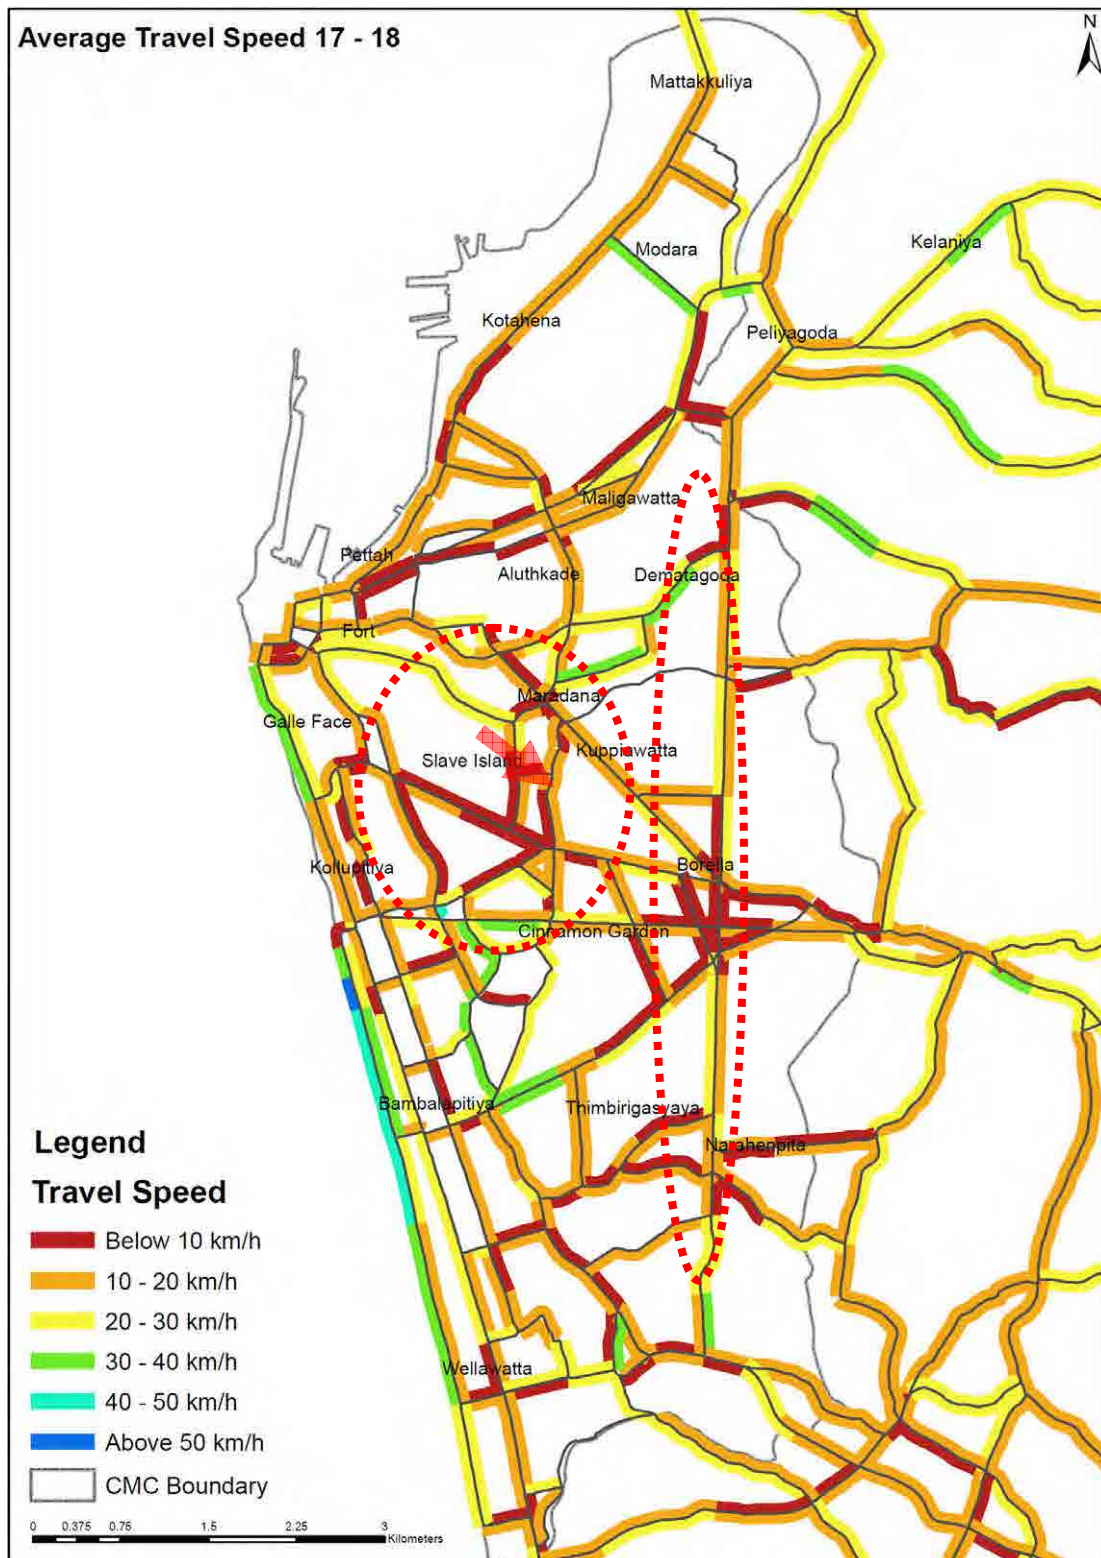 Average Travel Speed 17 - 18
N
Mattakkuliya
Modara
Kelaniya
Kotahena
Peliyagoda
Maligawatta
Pettah
Aluthkade
Dematagoda
Fort
Maradana
Galle Face
Kuppiawatta
Slave Island
Kollupitiya
Borella
Cinnamon Garden
Bambalapitiya
Thimbirigasyaya
Narahenpita
Wellawatta
Legend
Travel Speed
Below 10 km/h
10 - 20 km/h
20 - 30 km/h
30 - 40 km/h
40 - 50 km/h
Above 50 km/h
CMC Boundary
0 0.375 0.75 1.5 2.25 3
Kilometers